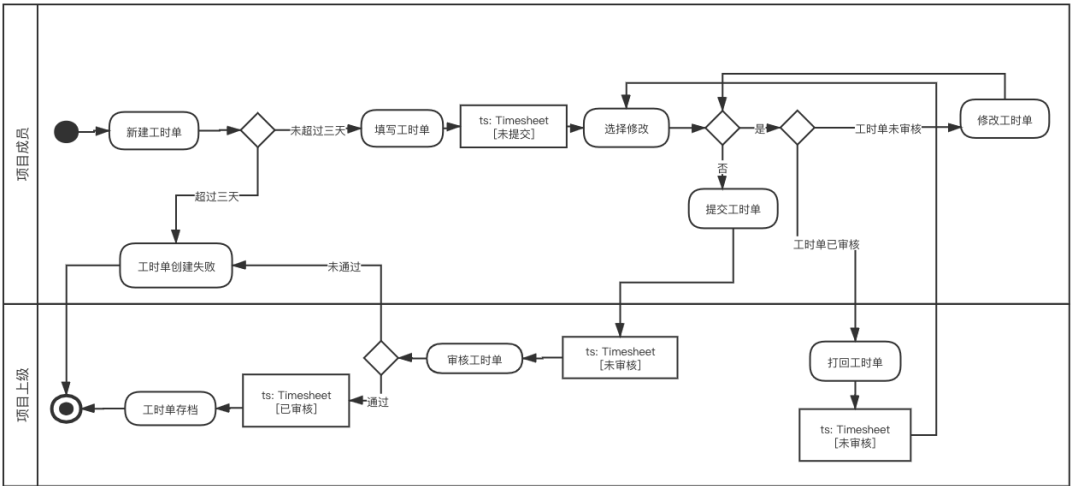 项目成员
新建工时单
未超过三天
填写工时单
ts: Timesheet
[未提交]
选择修改
是
工时单未审核
修改工时单
否
提交工时单
超过三天
工时单已审核
工时单创建失败
未通过
项目上级
ts: Timesheet
[未审核]
审核工时单
打回工时单
通过
ts: Timesheet
[已审核]
工时单存档
ts: Timesheet
[未审核]